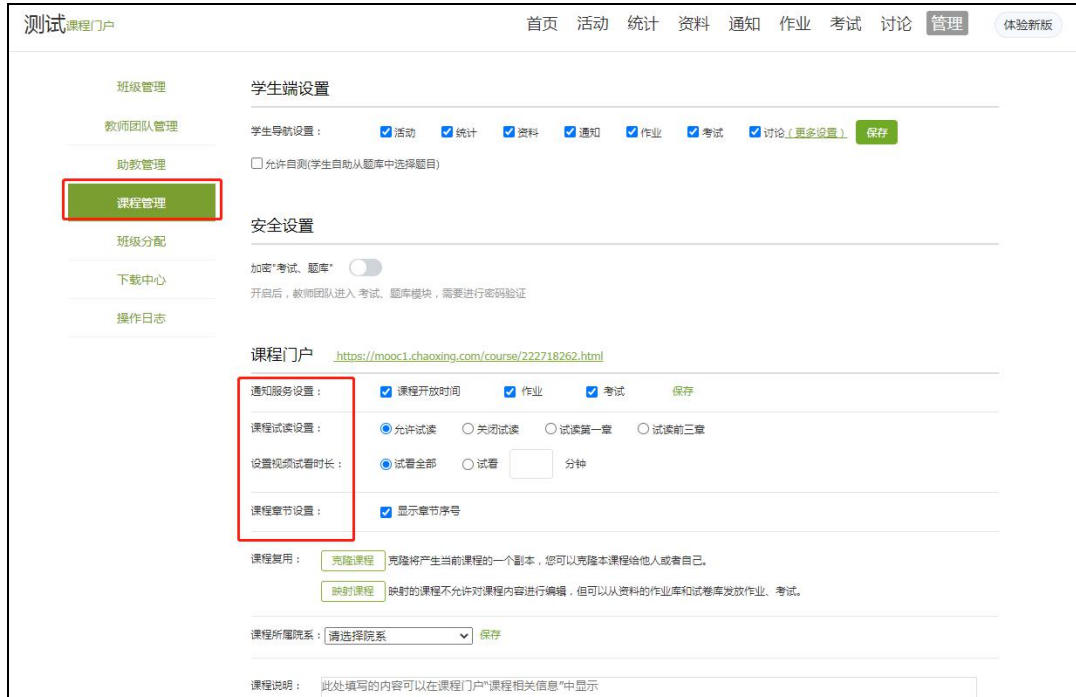 测试课程门户 首页 活动 统计 资料 通知 作业 考试 讨论 管理 体验新版
班级管理
教师团队管理
助教管理
课程管理
班级分配
下载中心
操作日志
学生端设置
学生导航设置： 活动 统计 资料 通知 作业 考试 讨论(更多设置) 保存
允许自测(学生自助从题库中选择题目)
安全设置
加密"考试、题库"
开启后，教师团队进入 考试、题库模块，需要进行密码验证
课程门户 https://mooc1.chaoxing.com/course/222718262.html
通知服务设置： 课程开放时间 作业 考试 保存
课程试读设置： 允许试读 关闭试读 试读第一章 试读前三章
设置视频试看时长： 试看全部 试看 分钟
课程章节设置： 显示章节序号
课程复用： 克隆课程 克隆将产生当前课程的一个副本，您可以克隆本课程给他人或者自己。
映射课程 映射的课程不允许对课程内容进行编辑，但可以从资料的作业库和试卷库发放作业、考试。
课程所属院系： 请选择院系 保存
课程说明： 此处填写的内容可以在课程门户"课程相关信息"中显示